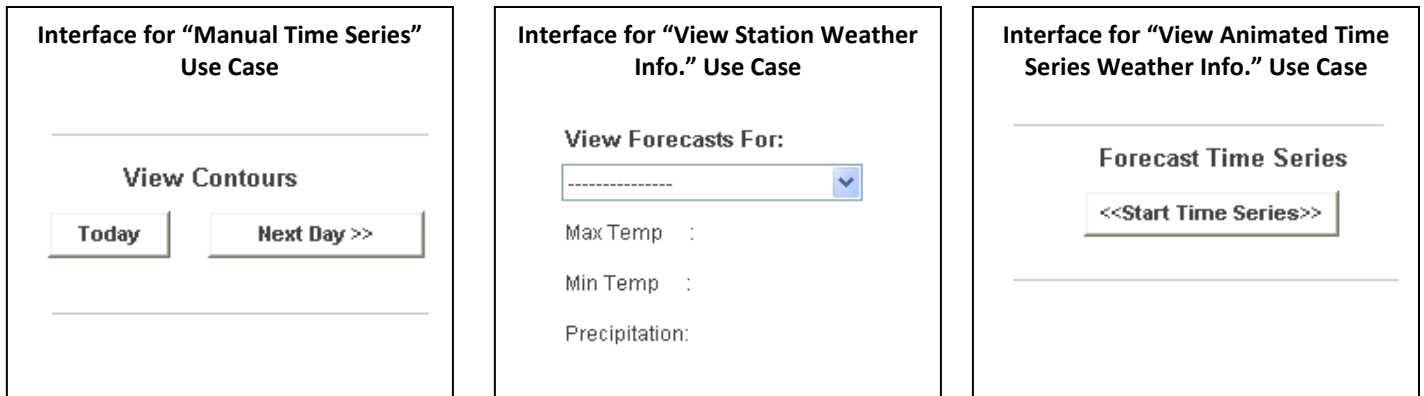 Interface for “Manual Time Series”
Use Case
View Contours
Today
Next Day >>
Interface for “View Station Weather
Info.” Use Case
View Forecasts For:
---------------
Max Temp :
Min Temp :
Precipitation:
Interface for “View Animated Time
Series Weather Info.” Use Case
Forecast Time Series
<<Start Time Series>>